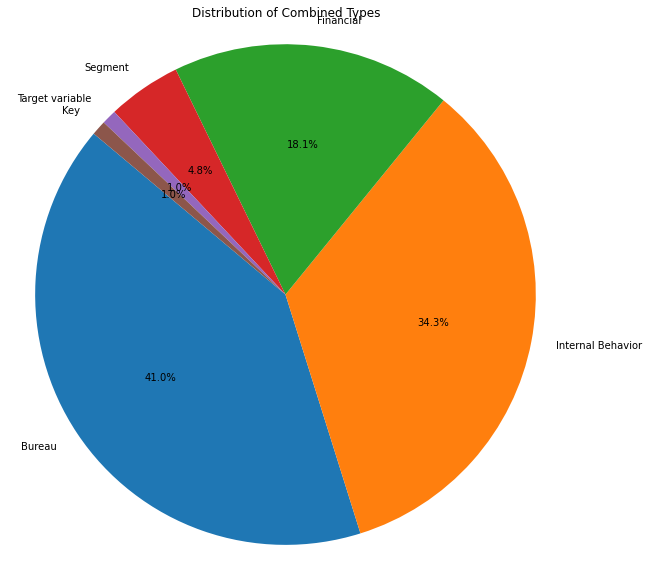 Distribution of Combined Types
Financial
Segment
Target variable
Key
18.1%
4.8%
1.0%
1.0%
34.3%
Internal Behavior
41.0%
Bureau